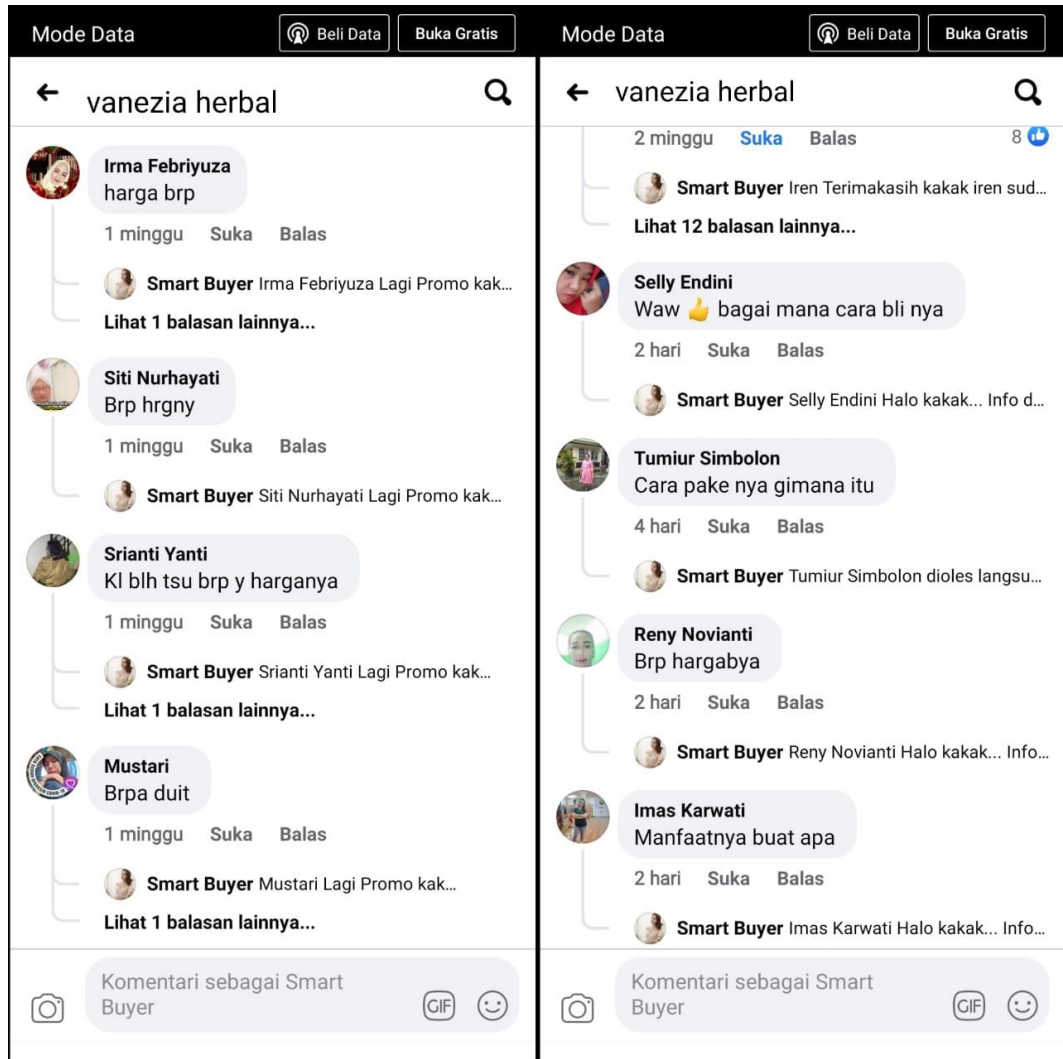 Mode Data
Beli Data
Buka Gratis
vanezia herbal
Irma Febriyuza
harga brp
1 minggu Suka Balas
Smart Buyer Irma Febriyuza Lagi Promo kak...
Lihat 1 balasan lainnya...
Siti Nurhayati
Brp hrgny
1 minggu Suka Balas
Smart Buyer Siti Nurhayati Lagi Promo kak...
Srianti Yanti
Kl blh tsu brp y harganya
1 minggu Suka Balas
Smart Buyer Srianti Yanti Lagi Promo kak...
Lihat 1 balasan lainnya...
Mustari
Brpa duit
1 minggu Suka Balas
Smart Buyer Mustari Lagi Promo kak...
Lihat 1 balasan lainnya...
Komentari sebagai Smart
Buyer
GIF
Mode Data
Beli Data
Buka Gratis
vanezia herbal
2 minggu Suka Balas 8
Smart Buyer Iren Terimakasih kakak iren sud...
Lihat 12 balasan lainnya...
Selly Endini
Waw 👍 bagai mana cara bli nya
2 hari Suka Balas
Smart Buyer Selly Endini Halo kakak... Info d...
Tumiur Simbolon
Cara pake nya gimana itu
4 hari Suka Balas
Smart Buyer Tumiur Simbolon dioles langsu...
Reny Novianti
Brp hargabya
2 hari Suka Balas
Smart Buyer Reny Novianti Halo kakak... Info...
Imas Karwati
Manfaatnya buat apa
2 hari Suka Balas
Smart Buyer Imas Karwati Halo kakak... Info...
Komentari sebagai Smart
Buyer
GIF